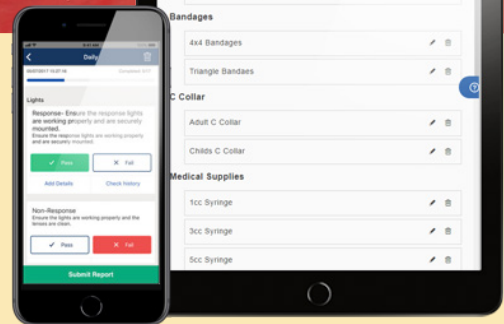 9:41 AM
Daily
Lights
Response- Ensure the response lights
are working properly and are securely
mounted.
Ensure the response lights are working properly
and are securely mounted.
Pass
Fail
Add Details
Check history
Non-Response
Ensure the lights are working properly and the
lenses are clean.
Pass
Fail
Submit Report
Bandages
4x4 Bandages
Triangle Bandaes
C Collar
Adult C Collar
Childs C Collar
Medical Supplies
1cc Syringe
3cc Syringe
5cc Syringe